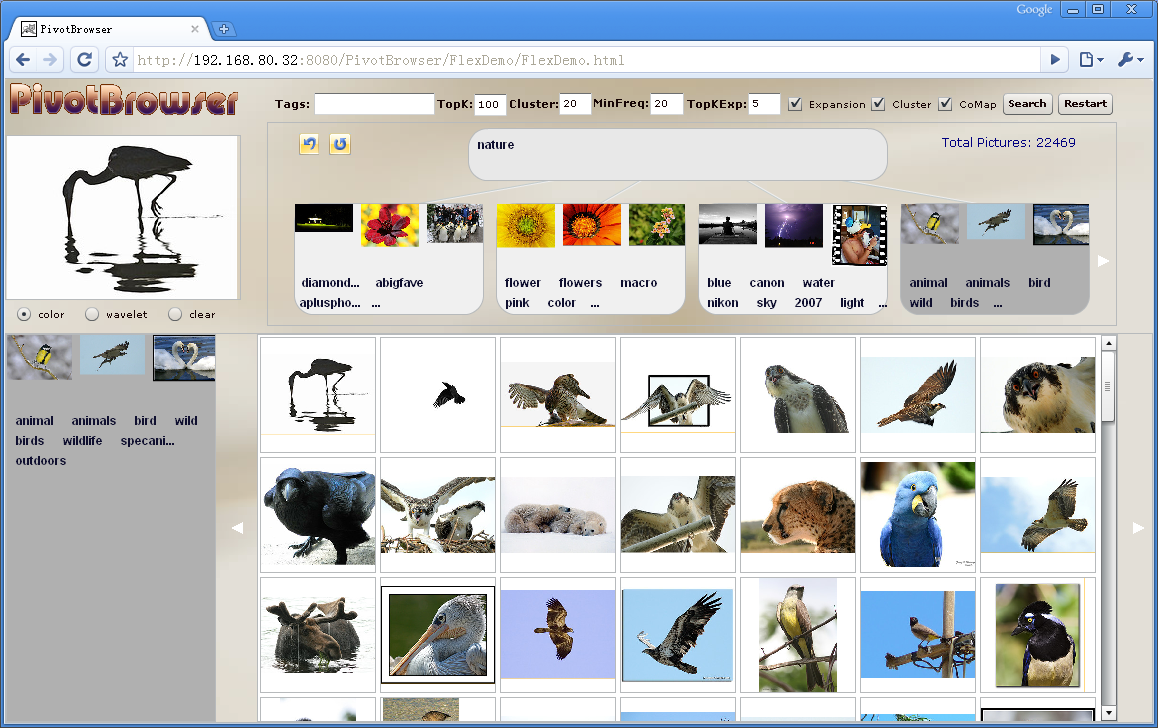 Google
PivotBrowser
http://192.168.80.32:8080/PivotBrowser/FlexDemo/FlexDemo.html
PivotBrowser
Tags: TopK: 100 Cluster: 20 MinFreq: 20 TopKExp: 5 Expansion Cluster CoMap Search Restart
nature
Total Pictures: 22469
diamond... abigfave
apluspho... ...
flower flowers macro
pink color ...
blue canon water
nikon sky 2007 light ...
animal animals bird
wild birds ...
color wavelet clear
animal animals bird wild
birds wildlife specani...
outdoors